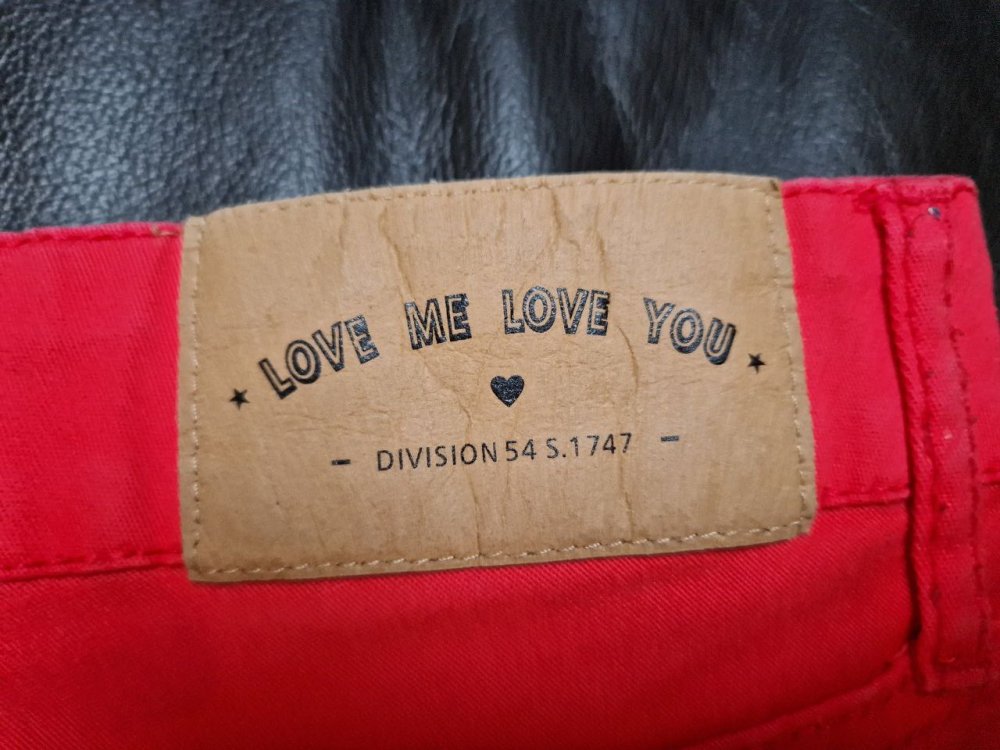 ★ LOVE ME LOVE YOU ★
♥
– DIVISION 54 S.1747 –